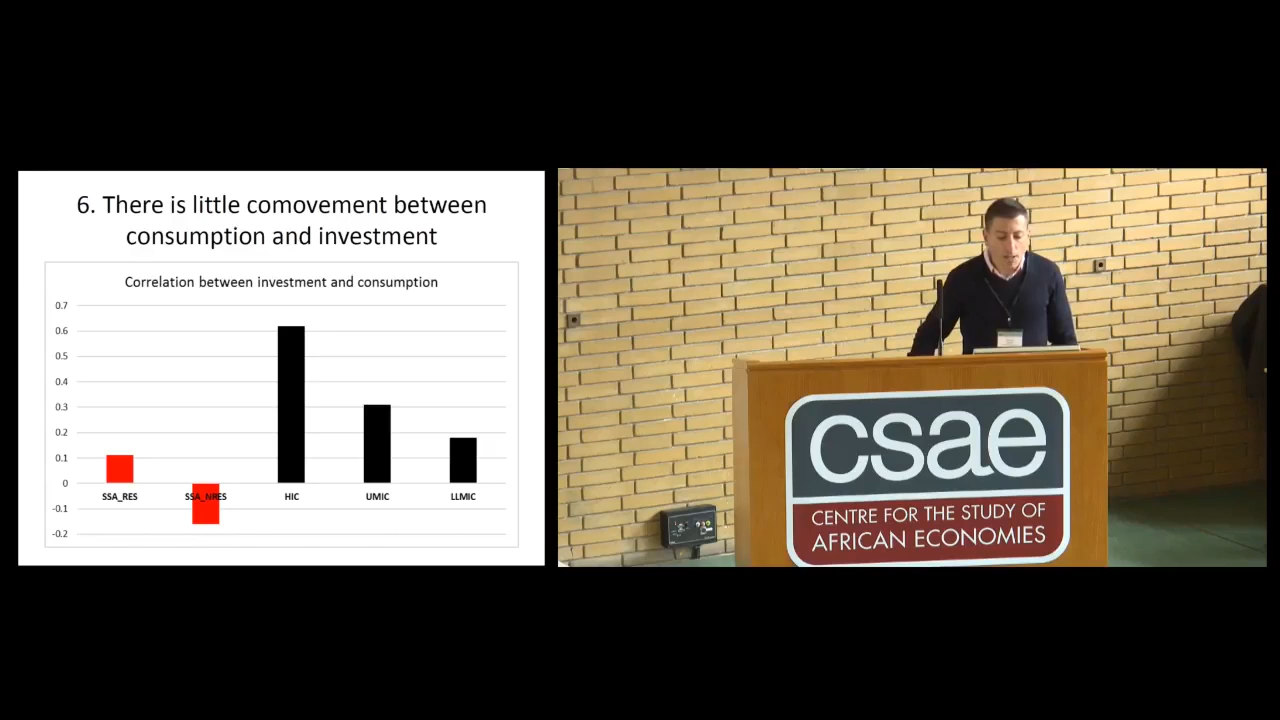 6. There is little comovement between
consumption and investment
Correlation between investment and consumption
0.7
0.6
0.5
0.4
0.3
0.2
0.1
0
-0.1
-0.2
SSA_RES SSA_NRES HIC UMIC LLMIC
csae
CENTRE FOR THE STUDY OF
AFRICAN ECONOMIES